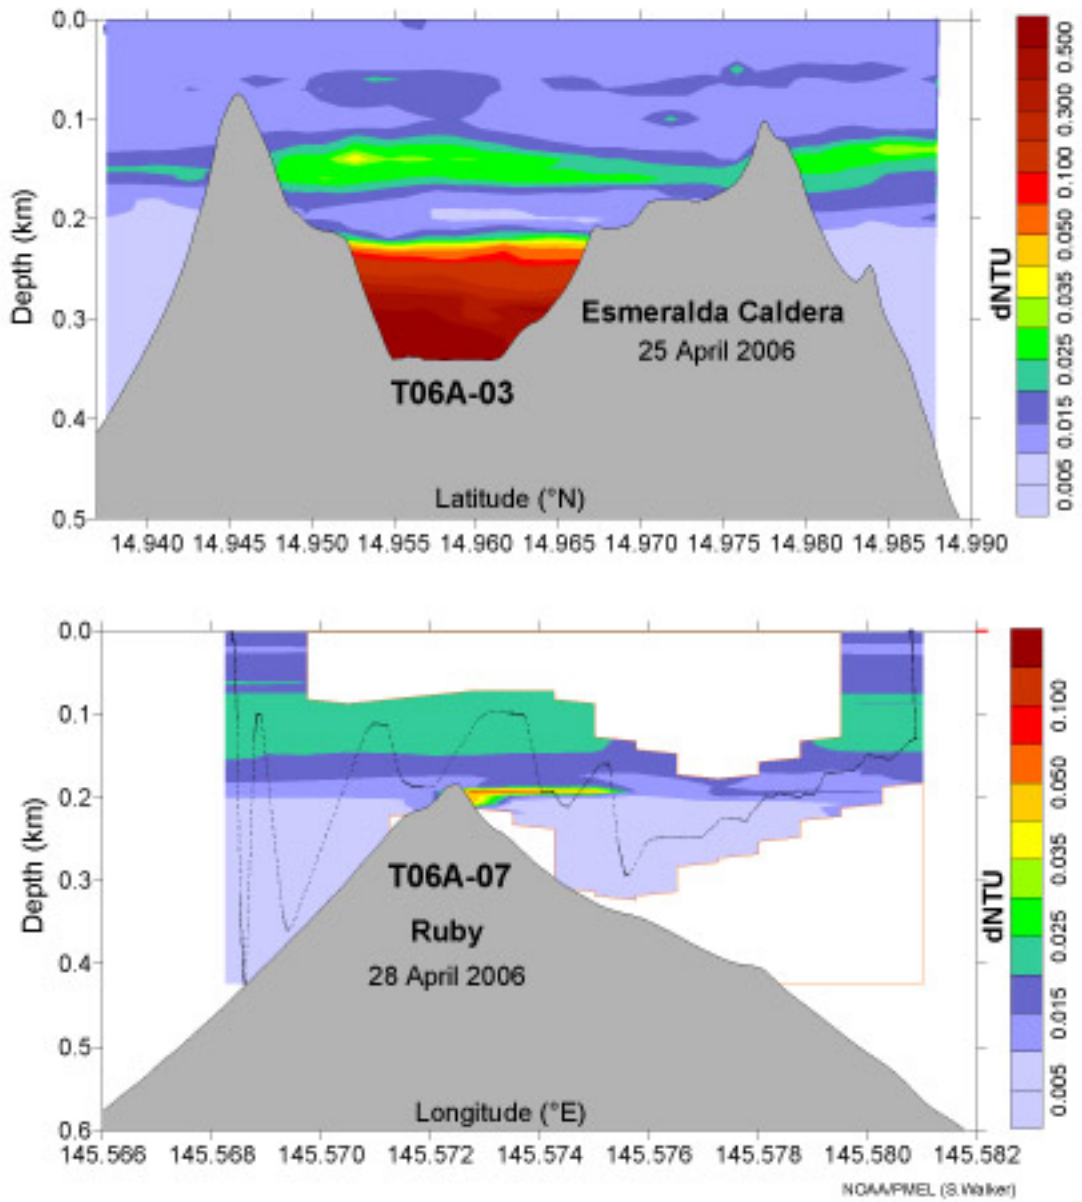 0.0
0.1
0.2
0.3
0.4
0.5
Depth (km)
Esmeralda Caldera
25 April 2006
T06A-03
Latitude (°N)
14.940 14.945 14.950 14.955 14.960 14.965 14.970 14.975 14.980 14.985 14.990
dNTU
0.500
0.300
0.100
0.100
0.050
0.035
0.025
0.015
0.005
0.0
0.1
0.2
0.3
0.4
0.5
0.6
Depth (km)
T06A-07
Ruby
28 April 2006
Longitude (°E)
145.566 145.568 145.570 145.572 145.574 145.576 145.578 145.580 145.582
dNTU
0.100
0.050
0.035
0.025
0.015
0.005
NOAA/PMEL (S.Walker)